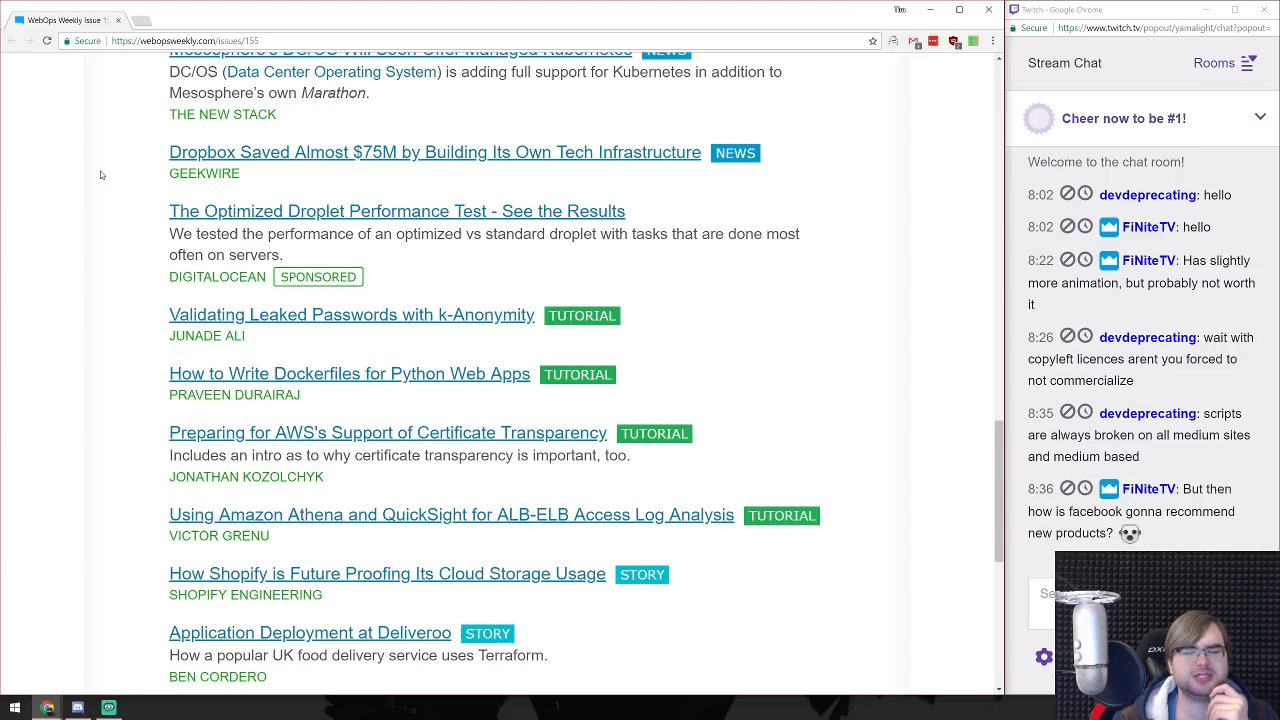 WebOps Weekly Issue 15
Tim
Secure
https://webopsweekly.com/issues/155
Mesosphere's DC/OS Will Soon Offer Managed Kubernetes NEWS
DC/OS (Data Center Operating System) is adding full support for Kubernetes in addition to
Mesosphere's own Marathon.
THE NEW STACK
Dropbox Saved Almost $75M by Building Its Own Tech Infrastructure NEWS
GEEKWIRE
The Optimized Droplet Performance Test - See the Results
We tested the performance of an optimized vs standard droplet with tasks that are done most
often on servers.
DIGITALOCEAN SPONSORED
Validating Leaked Passwords with k-Anonymity TUTORIAL
JUNADE ALI
How to Write Dockerfiles for Python Web Apps TUTORIAL
PRAVEEN DURAIRAJ
Preparing for AWS's Support of Certificate Transparency TUTORIAL
Includes an intro as to why certificate transparency is important, too.
JONATHAN KOZOLCHYK
Using Amazon Athena and QuickSight for ALB-ELB Access Log Analysis TUTORIAL
VICTOR GRENU
How Shopify is Future Proofing Its Cloud Storage Usage STORY
SHOPIFY ENGINEERING
Application Deployment at Deliveroo STORY
How a popular UK food delivery service uses Terraform.
BEN CORDERO
Twitch - Google Chrome
Secure
https://www.twitch.tv/popout/yamalight/chat?popout=
Stream Chat
Rooms
Cheer now to be #1!
Welcome to the chat room!
8:02 devdeprecating: hello
8:02 FiNiteTV: hello
8:22 FiNiteTV: Has slightly
more animation, but probably not worth
it
8:26 devdeprecating: wait with
copyleft licences arent you forced to
not commercialize
8:35 devdeprecating: scripts
are always broken on all medium sites
and medium based
8:36 FiNiteTV: But then
how is facebook gonna recommend
new products?